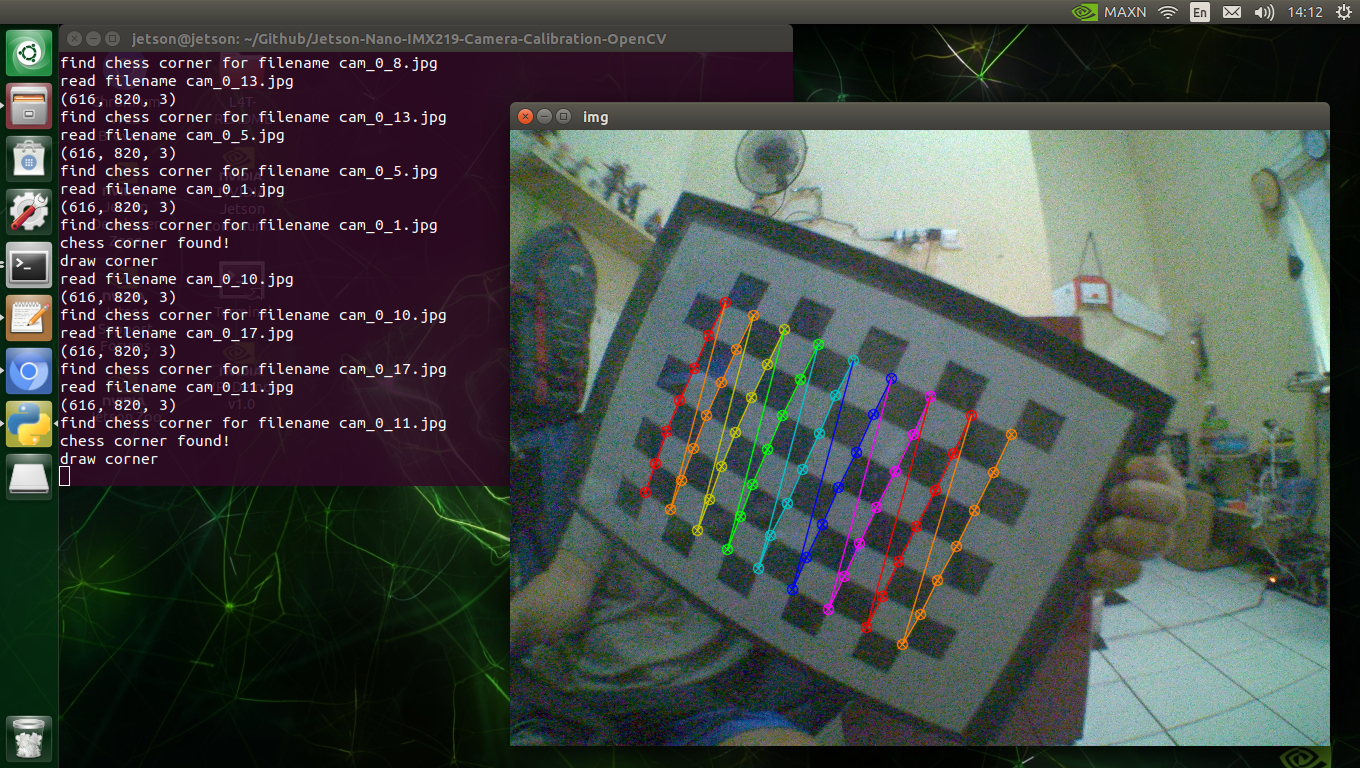 MAXN
En
14:12
jetson@jetson: ~/Github/Jetson-Nano-IMX219-Camera-Calibration-OpenCV
find chess corner for filename cam_0_8.jpg
read filename cam_0_13.jpg
(616, 820, 3)
find chess corner for filename cam_0_13.jpg
read filename cam_0_5.jpg
(616, 820, 3)
find chess corner for filename cam_0_5.jpg
read filename cam_0_1.jpg
(616, 820, 3)
find chess corner for filename cam_0_1.jpg
chess corner found!
draw corner
read filename cam_0_10.jpg
(616, 820, 3)
find chess corner for filename cam_0_10.jpg
read filename cam_0_17.jpg
(616, 820, 3)
find chess corner for filename cam_0_17.jpg
read filename cam_0_11.jpg
(616, 820, 3)
find chess corner for filename cam_0_11.jpg
chess corner found!
draw corner
img